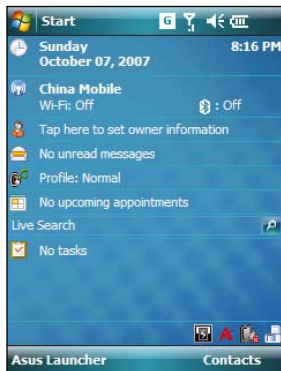 Start G
Sunday 8:16 PM
October 07, 2007
China Mobile
Wi-Fi: Off : Off
Tap here to set owner information
No unread messages
Profile: Normal
No upcoming appointments
Live Search
No tasks
Asus Launcher Contacts